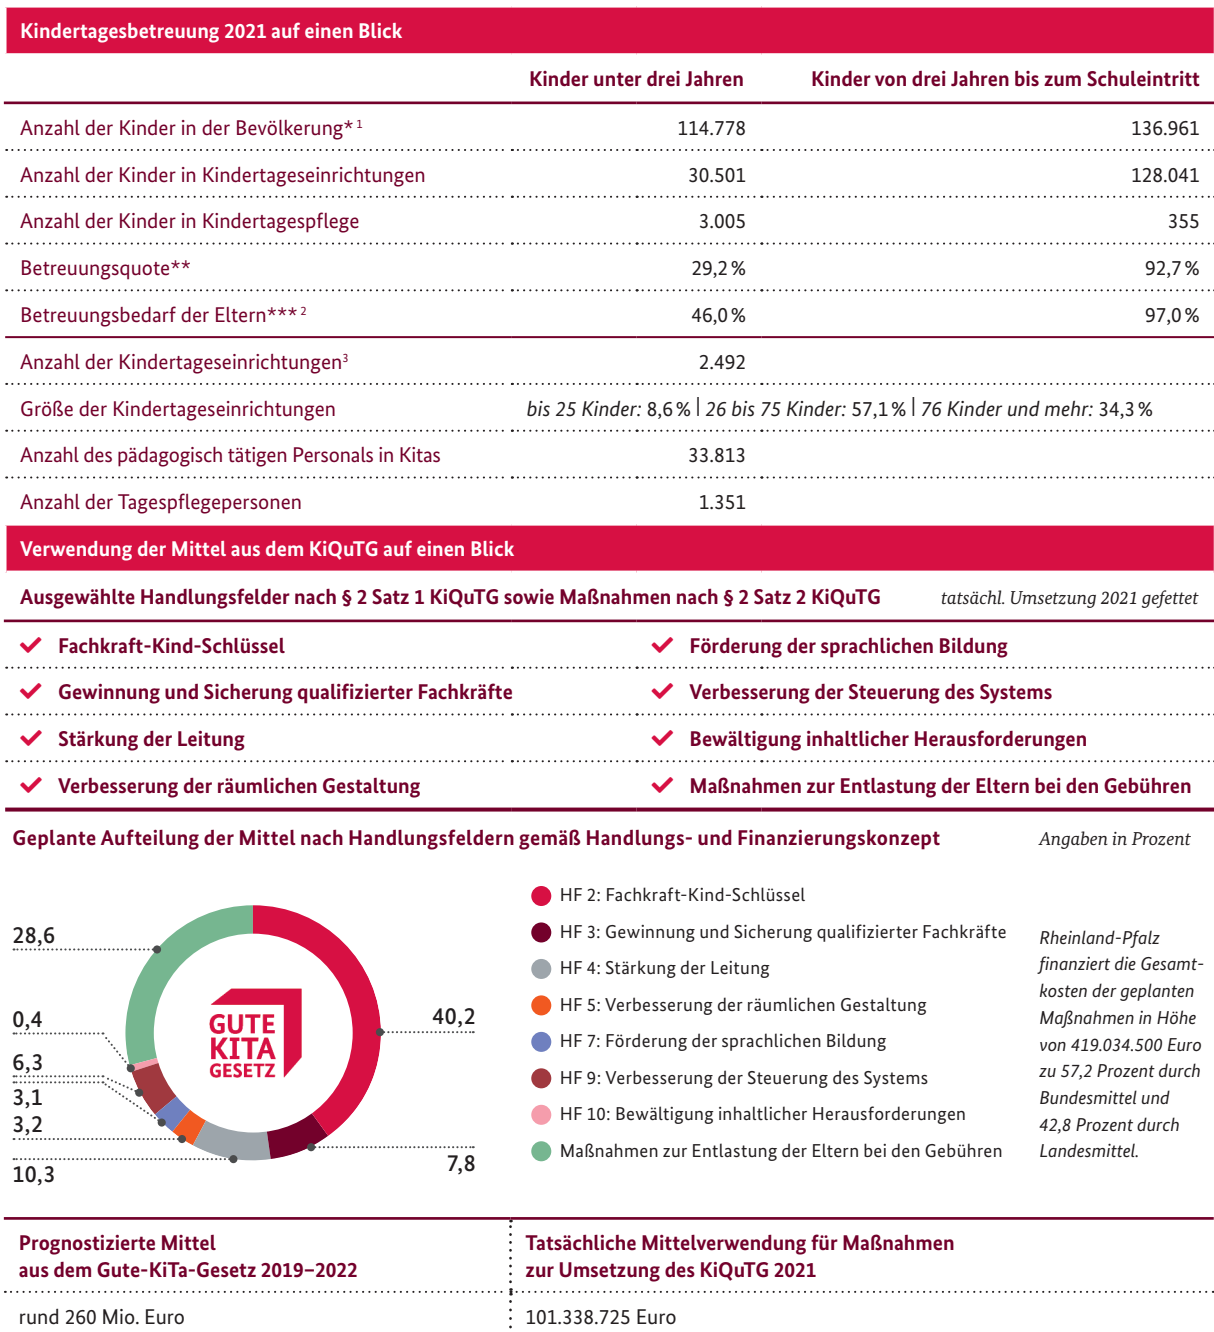 Kindertagesbetreuung 2021 auf einen Blick
Kinder unter drei Jahren Kinder von drei Jahren bis zum Schuleintritt
Anzahl der Kinder in der Bevölkerung* ¹ 114.778 136.961
Anzahl der Kinder in Kindertageseinrichtungen 30.501 128.041
Anzahl der Kinder in Kindertagespflege 3.005 355
Betreuungsquote** 29,2 % 92,7 %
Betreuungsbedarf der Eltern*** ² 46,0 % 97,0 %
Anzahl der Kindertageseinrichtungen³ 2.492
Größe der Kindertageseinrichtungen bis 25 Kinder: 8,6 % | 26 bis 75 Kinder: 57,1 % | 76 Kinder und mehr: 34,3 %
Anzahl des pädagogisch tätigen Personals in Kitas 33.813
Anzahl der Tagespflegepersonen 1.351
Verwendung der Mittel aus dem KiQuTG auf einen Blick
Ausgewählte Handlungsfelder nach § 2 Satz 1 KiQuTG sowie Maßnahmen nach § 2 Satz 2 KiQuTG tatsächl. Umsetzung 2021 gefettet
Fachkraft-Kind-Schlüssel Förderung der sprachlichen Bildung
Gewinnung und Sicherung qualifizierter Fachkräfte Verbesserung der Steuerung des Systems
Stärkung der Leitung Bewältigung inhaltlicher Herausforderungen
Verbesserung der räumlichen Gestaltung Maßnahmen zur Entlastung der Eltern bei den Gebühren
Geplante Aufteilung der Mittel nach Handlungsfeldern gemäß Handlungs- und Finanzierungskonzept Angaben in Prozent
28,6
0,4
6,3
3,1
3,2
10,3
40,2
7,8
GUTE
KITA
GESETZ
HF 2: Fachkraft-Kind-Schlüssel
HF 3: Gewinnung und Sicherung qualifizierter Fachkräfte
HF 4: Stärkung der Leitung
HF 5: Verbesserung der räumlichen Gestaltung
HF 7: Förderung der sprachlichen Bildung
HF 9: Verbesserung der Steuerung des Systems
HF 10: Bewältigung inhaltlicher Herausforderungen
Maßnahmen zur Entlastung der Eltern bei den Gebühren
Rheinland-Pfalz
finanziert die Gesamt-
kosten der geplanten
Maßnahmen in Höhe
von 419.034.500 Euro
zu 57,2 Prozent durch
Bundesmittel und
42,8 Prozent durch
Landesmittel.
Prognostizierte Mittel
aus dem Gute-KiTa-Gesetz 2019–2022
rund 260 Mio. Euro
Tatsächliche Mittelverwendung für Maßnahmen
zur Umsetzung des KiQuTG 2021
101.338.725 Euro